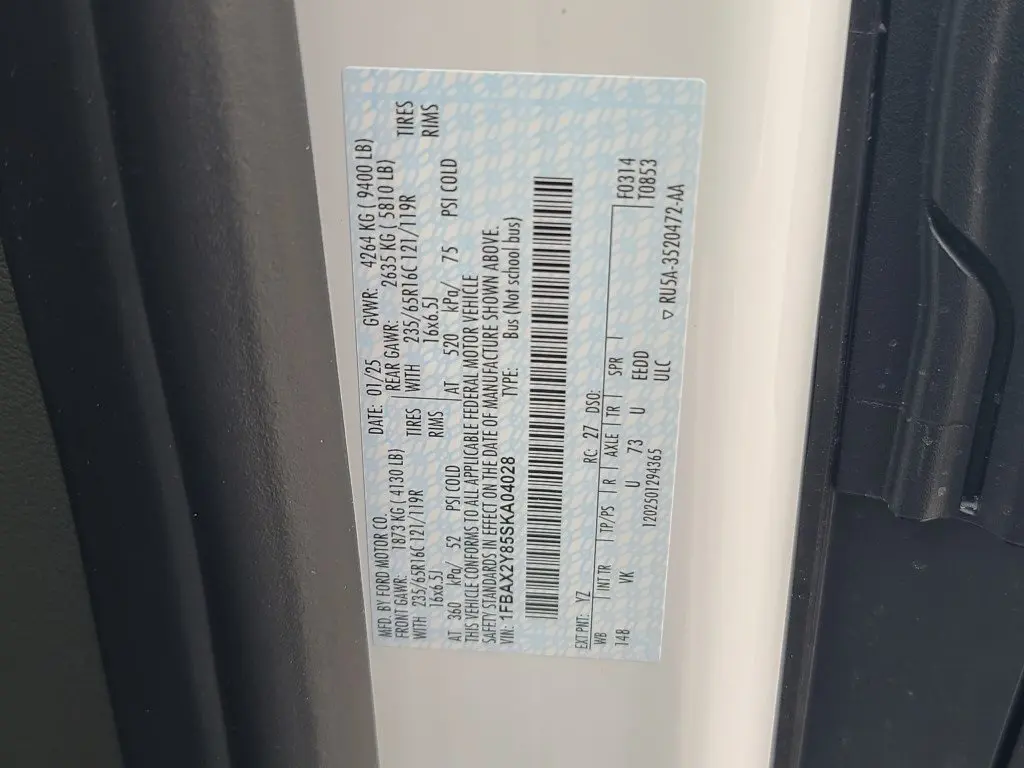 MFD. BY FORD MOTOR CO.
DATE: 01/25 GVWR: 4264 KG ( 9400 LB)
FRONT GAWR: 1873 KG ( 4130 LB) REAR GAWR: 2635 KG ( 5810 LB)
WITH 235/65R16C 121/119R TIRES WITH 235/65R16C 121/119R TIRES
16x6.5J RIMS 16x6.5J RIMS
AT 360 kPa/ 52 PSI COLD AT 520 kPa/ 75 PSI COLD
THIS VEHICLE CONFORMS TO ALL APPLICABLE FEDERAL MOTOR VEHICLE
SAFETY STANDARDS IN EFFECT ON THE DATE OF MANUFACTURE SHOWN ABOVE.
VIN: 1FBAX2Y85SKA04028 TYPE: Bus (Not school bus)
EXT PNT: YZ RC: 27 DSO:
WB INT TR TP/PS R AXLE TR SPR F0314
148 VK U 73 U EEDD T0853
120250129436S ULC
▽ RU5A-3520472-AA